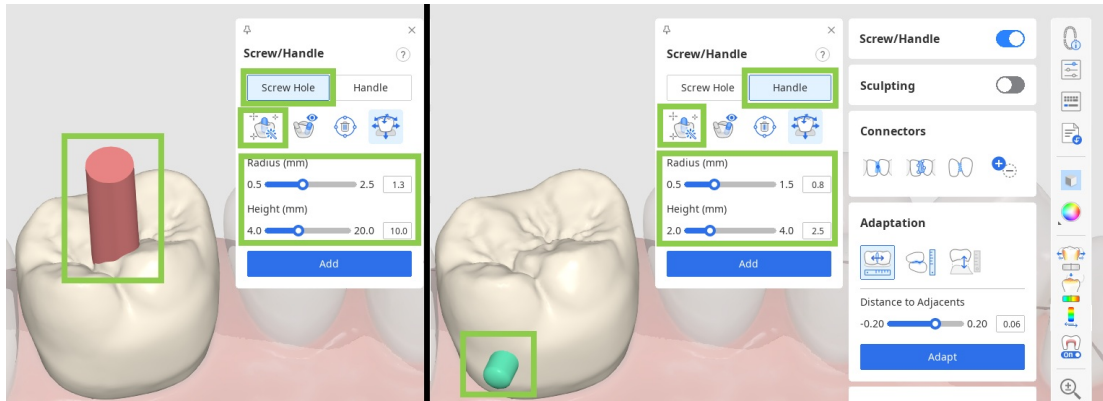 Screw/Handle
?
Screw Hole
Handle
Radius (mm)
0.5
2.5
1.3
Height (mm)
4.0
20.0
10.0
Add
Screw/Handle
?
Screw Hole
Handle
Radius (mm)
0.5
1.5
0.8
Height (mm)
2.0
4.0
2.5
Add
Screw/Handle
Sculpting
Connectors
Adaptation
Distance to Adjacents
-0.20
0.20
0.06
Adapt
ON